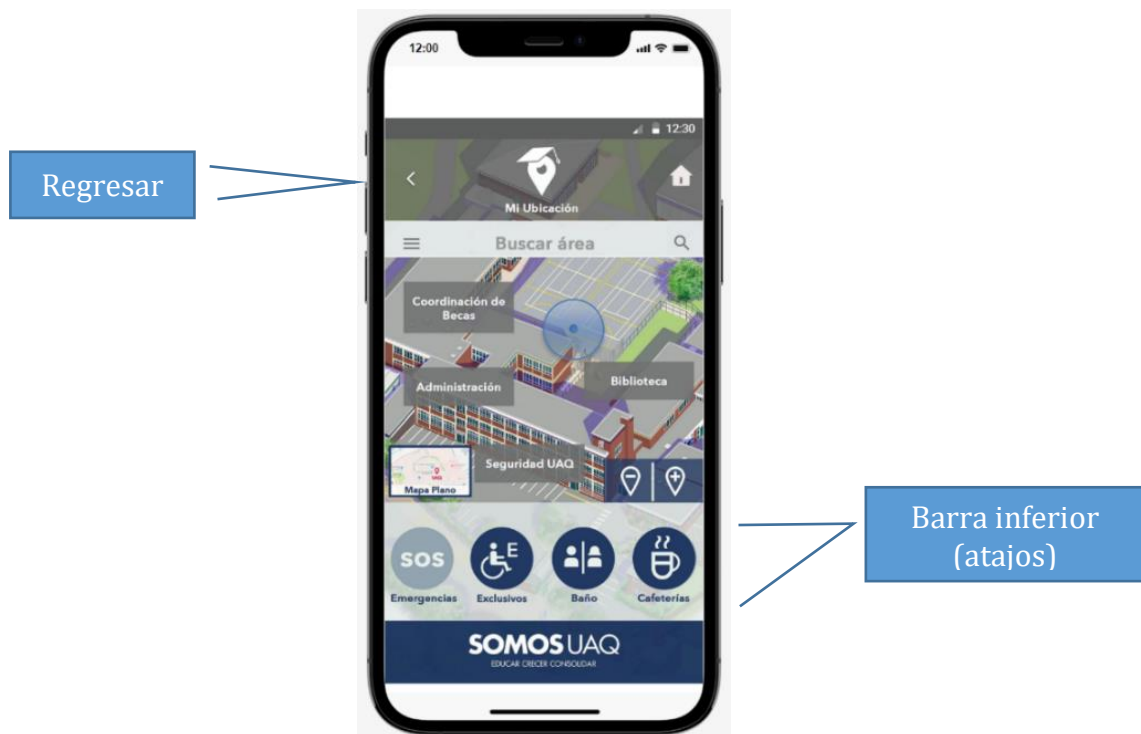 12:00
12:30
Regresar
Mi Ubicación
Buscar área
Coordinación de
Becas
Administración
Biblioteca
Seguridad UAQ
UAQ
Mapa Plano
Barra inferior
(atajos)
SOS
E
Emergencias
Exclusivos
Baño
Cafeterías
SOMOS UAQ
EDUCAR CRECER CONSOLIDAR